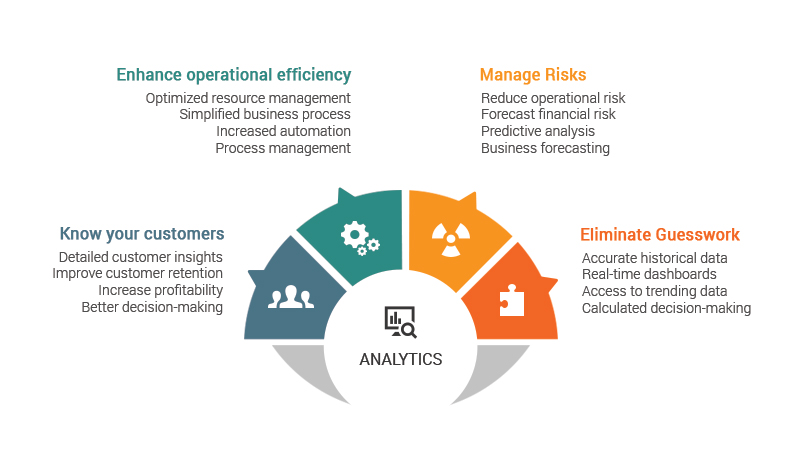 Enhance operational efficiency
Optimized resource management
Simplified business process
Increased automation
Process management
Manage Risks
Reduce operational risk
Forecast financial risk
Predictive analysis
Business forecasting
Know your customers
Detailed customer insights
Improve customer retention
Increase profitability
Better decision-making
Eliminate Guesswork
Accurate historical data
Real-time dashboards
Access to trending data
Calculated decision-making
ANALYTICS